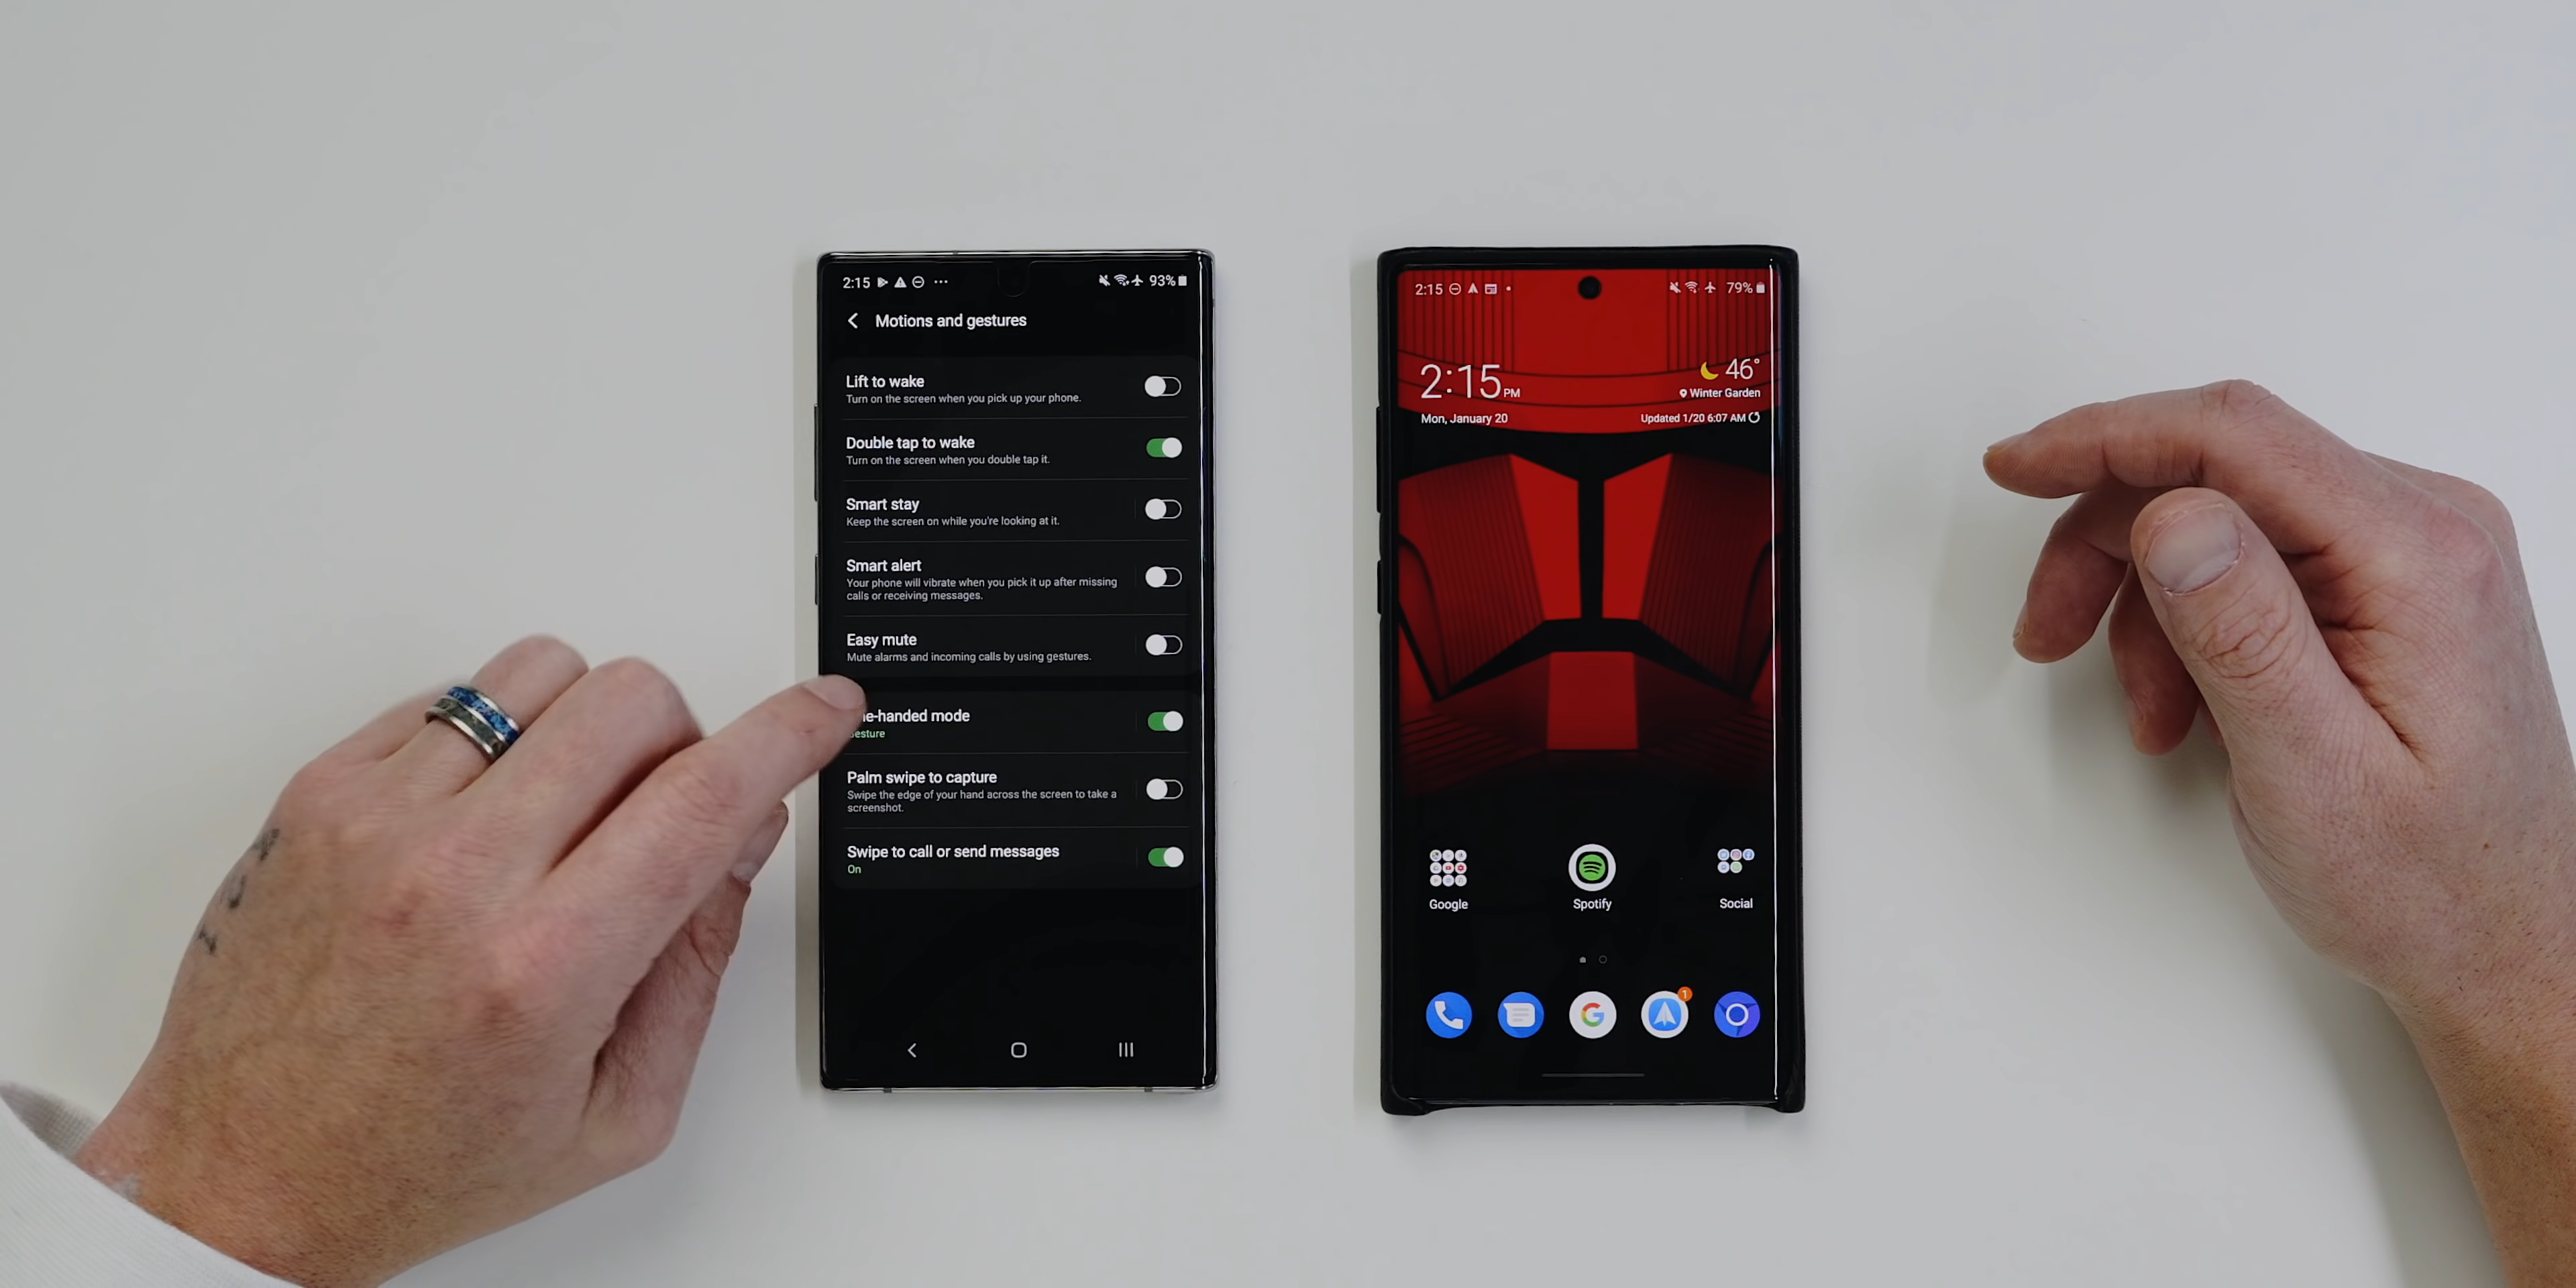 2:15
93%
Motions and gestures
Lift to wake
Turn on the screen when you pick up your phone.
Double tap to wake
Turn on the screen when you double tap it.
Smart stay
Keep the screen on while you're looking at it.
Smart alert
Your phone will vibrate when you pick it up after missing
calls or receiving messages.
Easy mute
Mute alarms and incoming calls by using gestures.
e-handed mode
esture
Palm swipe to capture
Swipe the edge of your hand across the screen to take a
screenshot.
Swipe to call or send messages
On
2:15
79%
2:15 PM
46°
Winter Garden
Mon, January 20
Updated 1/20 6:07 AM
Google
Spotify
Social
1